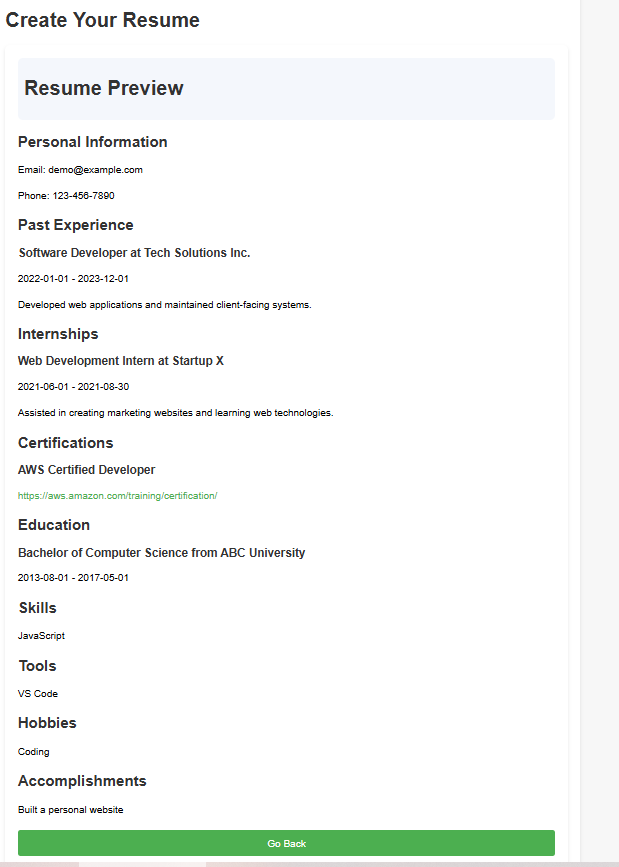 Create Your Resume
Resume Preview
Personal Information
Email: demo@example.com
Phone: 123-456-7890
Past Experience
Software Developer at Tech Solutions Inc.
2022-01-01 - 2023-12-01
Developed web applications and maintained client-facing systems.
Internships
Web Development Intern at Startup X
2021-06-01 - 2021-08-30
Assisted in creating marketing websites and learning web technologies.
Certifications
AWS Certified Developer
https://aws.amazon.com/training/certification/
Education
Bachelor of Computer Science from ABC University
2013-08-01 - 2017-05-01
Skills
JavaScript
Tools
VS Code
Hobbies
Coding
Accomplishments
Built a personal website
Go Back